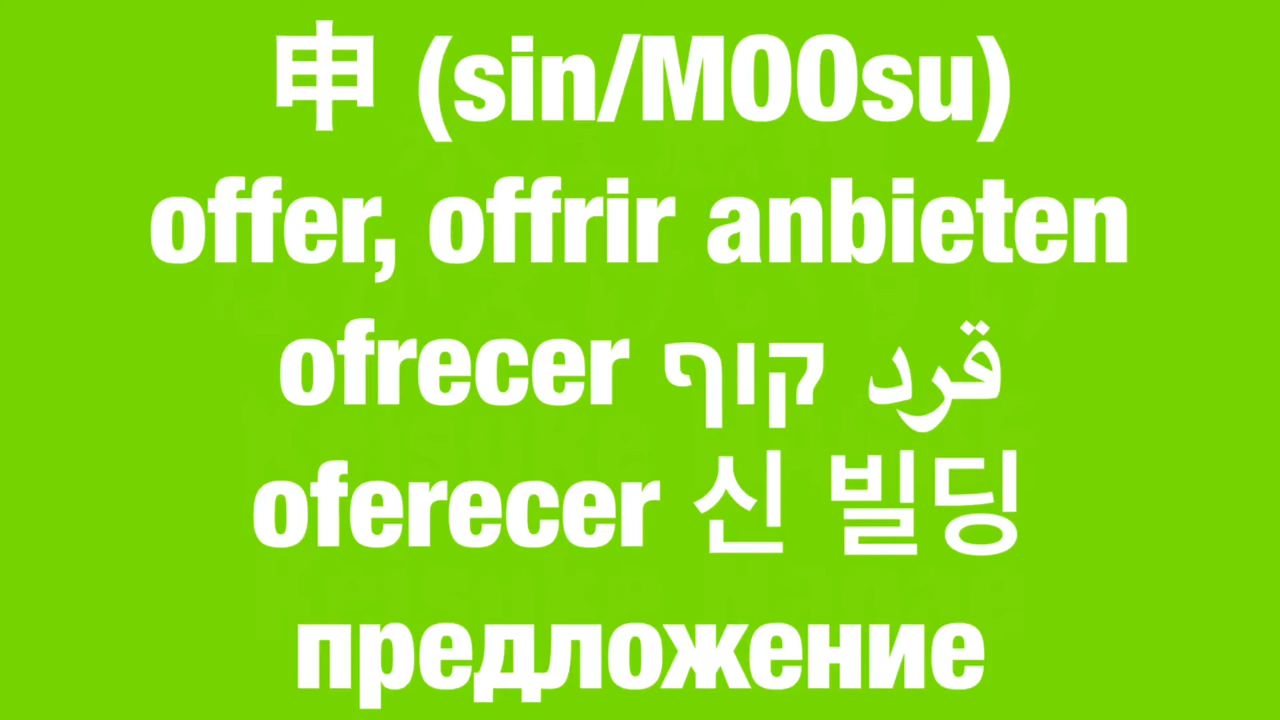 申 (sin/MOOsu)
offer, offrir anbieten
ofrecer קוף قرد
oferecer 신 빌딩
предложение